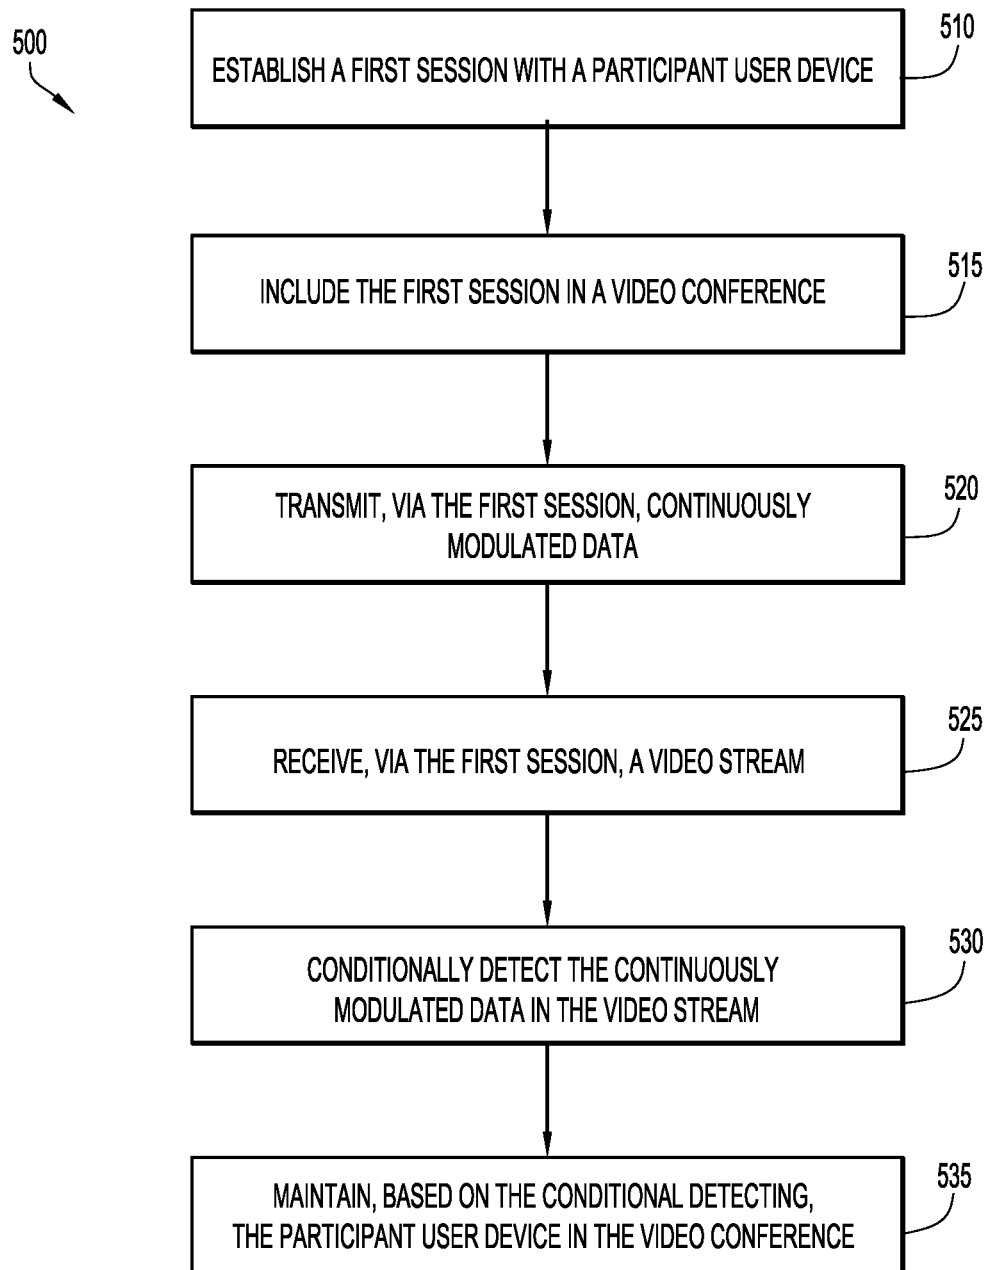 500
510
ESTABLISH A FIRST SESSION WITH A PARTICIPANT USER DEVICE
515
INCLUDE THE FIRST SESSION IN A VIDEO CONFERENCE
520
TRANSMIT, VIA THE FIRST SESSION, CONTINUOUSLY
MODULATED DATA
525
RECEIVE, VIA THE FIRST SESSION, A VIDEO STREAM
530
CONDITIONALLY DETECT THE CONTINUOUSLY
MODULATED DATA IN THE VIDEO STREAM
535
MAINTAIN, BASED ON THE CONDITIONAL DETECTING,
THE PARTICIPANT USER DEVICE IN THE VIDEO CONFERENCE